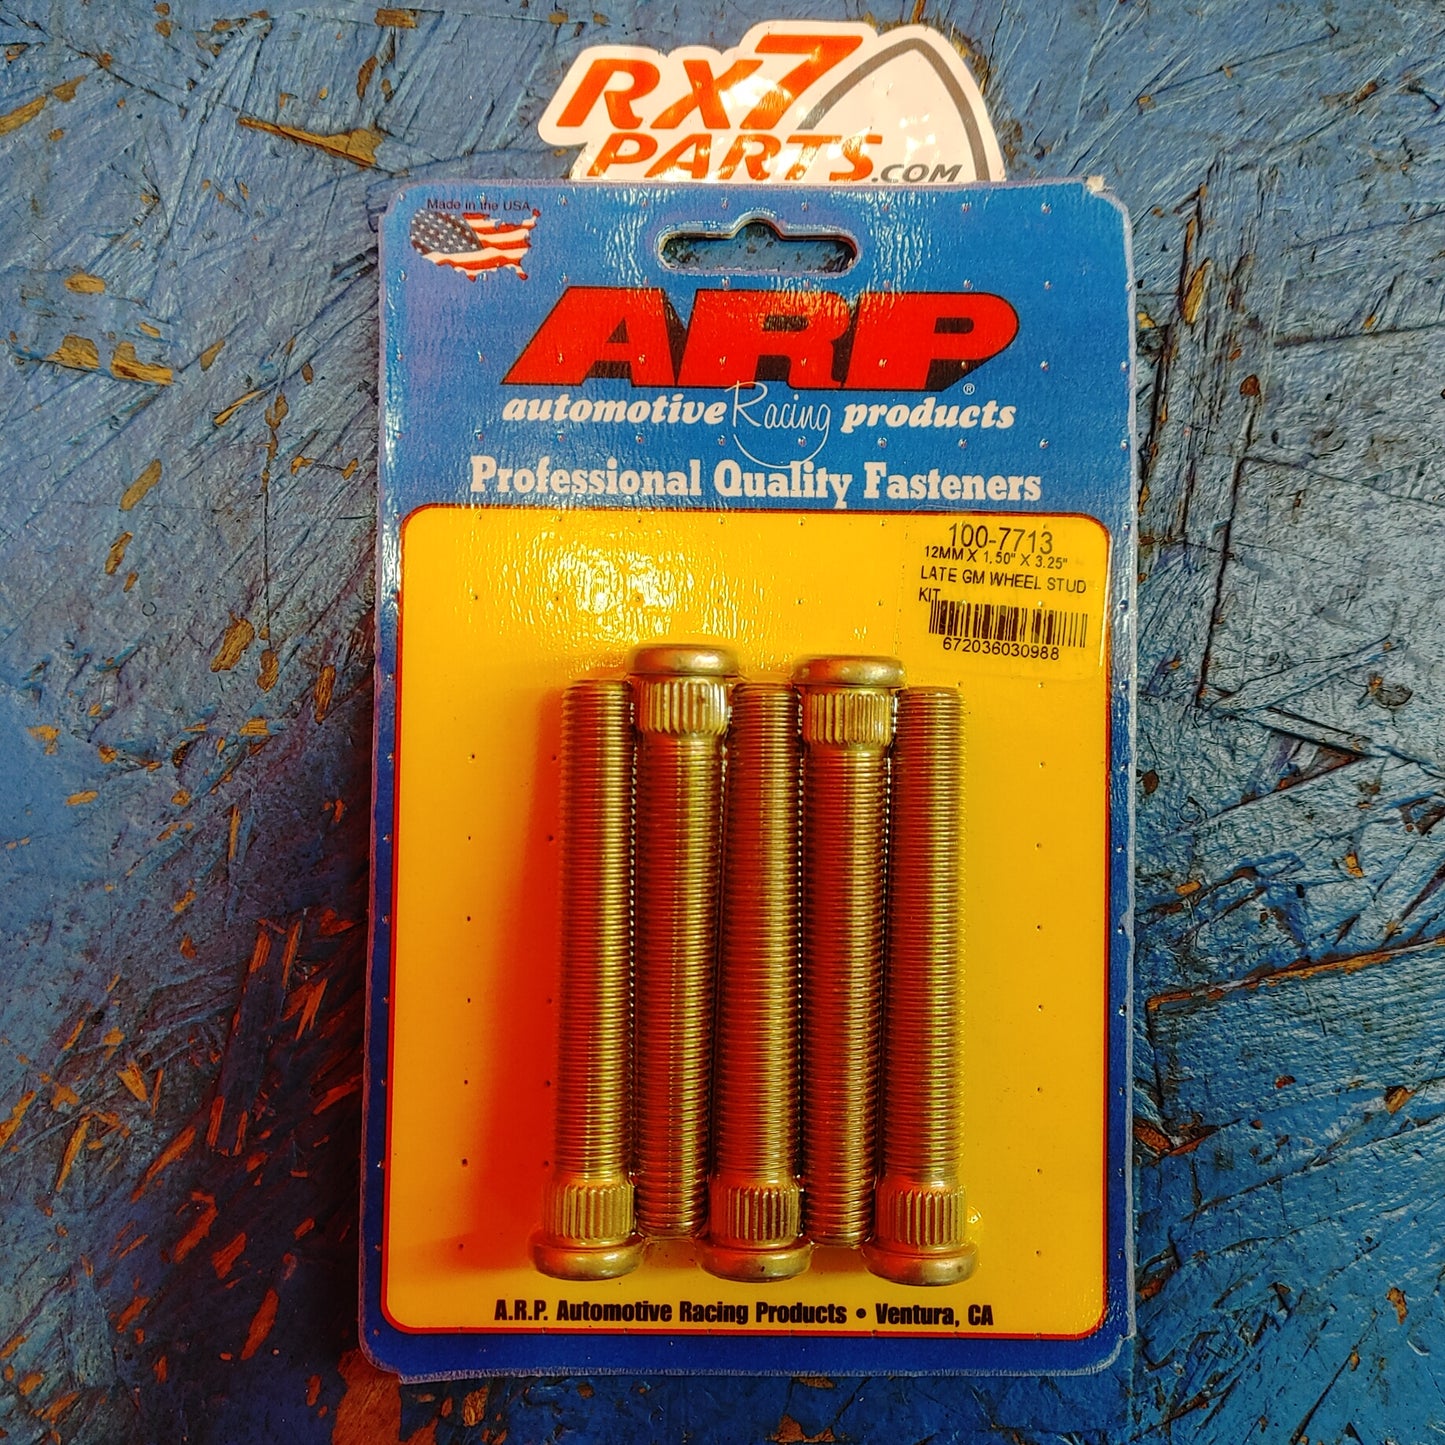 RX7
PARTS.COM
Made in the USA
ARP®
automotive Racing products
Professional Quality Fasteners
100-7713
12MM X 1.50" X 3.25"
LATE GM WHEEL STUD
KIT
672036030988
A.R.P. Automotive Racing Products • Ventura, CA